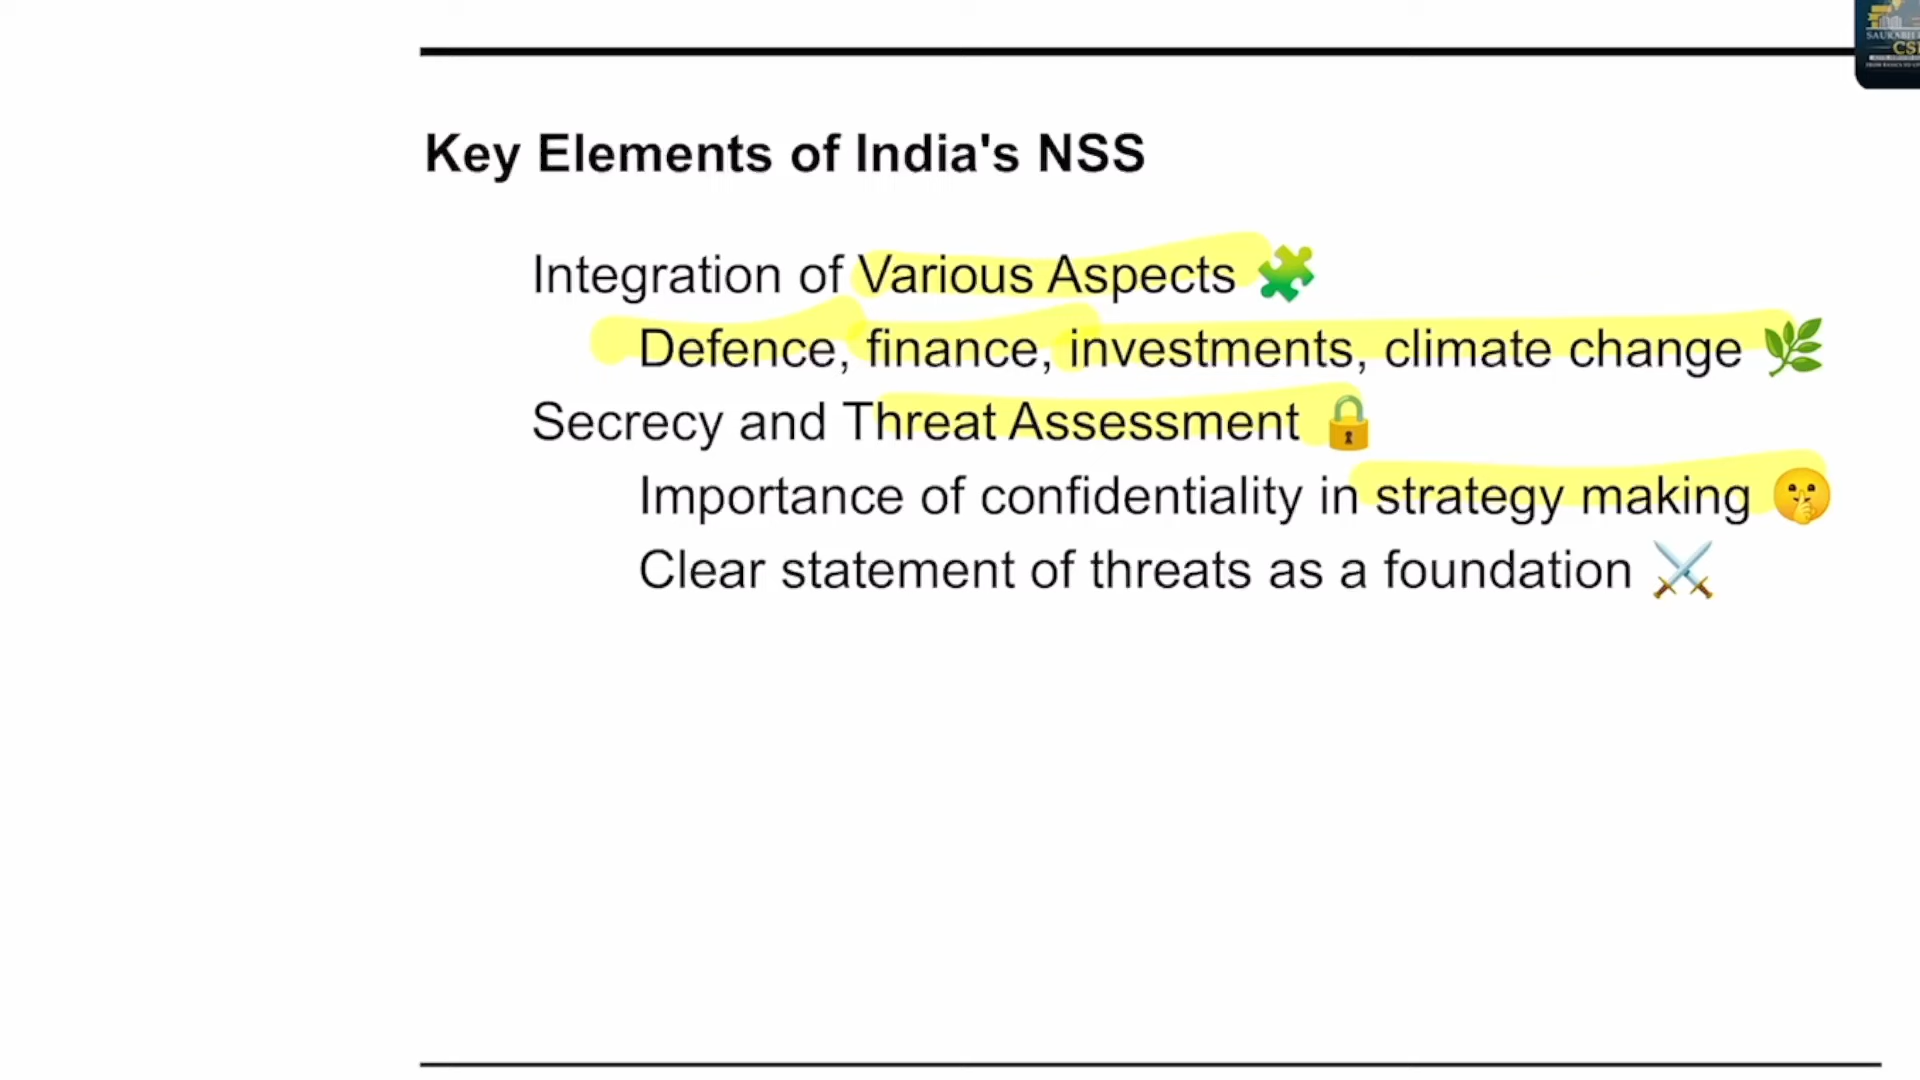 Key Elements of India's NSS
Integration of Various Aspects 🧩
Defence, finance, investments, climate change 🌿
Secrecy and Threat Assessment 🔒
Importance of confidentiality in strategy making 🤫
Clear statement of threats as a foundation ⚔️